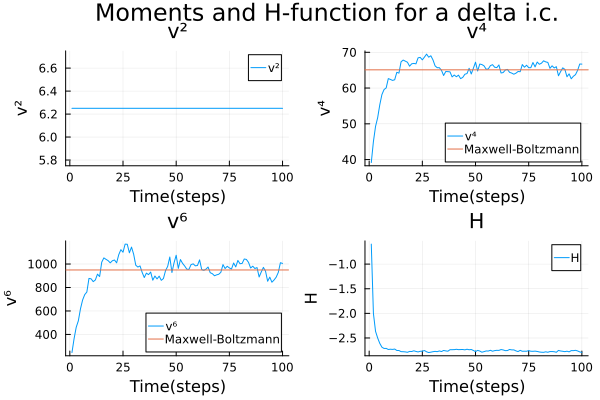 Moments and H-function for a delta i.c.
v²
v⁴
v²
6.6
6.4
6.2
6.0
5.8
v²
0 25 50 75 100
Time(steps)
v⁴
70
60
50
40
v⁴
Maxwell-Boltzmann
0 25 50 75 100
Time(steps)
v⁶
H
v⁶
1000
800
600
400
v⁶
Maxwell-Boltzmann
0 25 50 75 100
Time(steps)
H
−1.0
−1.5
−2.0
−2.5
H
0 25 50 75 100
Time(steps)